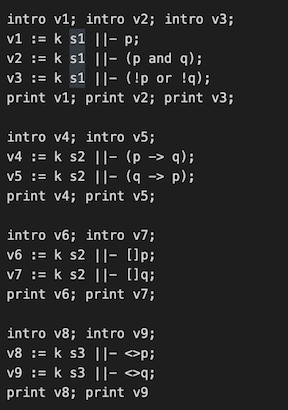 intro v1; intro v2; intro v3;
v1 := k s1 ||- p;
v2 := k s1 ||- (p and q);
v3 := k s1 ||- (!p or !q);
print v1; print v2; print v3;
intro v4; intro v5;
v4 := k s2 ||- (p -> q);
v5 := k s2 ||- (q -> p);
print v4; print v5;
intro v6; intro v7;
v6 := k s2 ||- []p;
v7 := k s2 ||- []q;
print v6; print v7;
intro v8; intro v9;
v8 := k s3 ||- <>p;
v9 := k s3 ||- <>q;
print v8; print v9